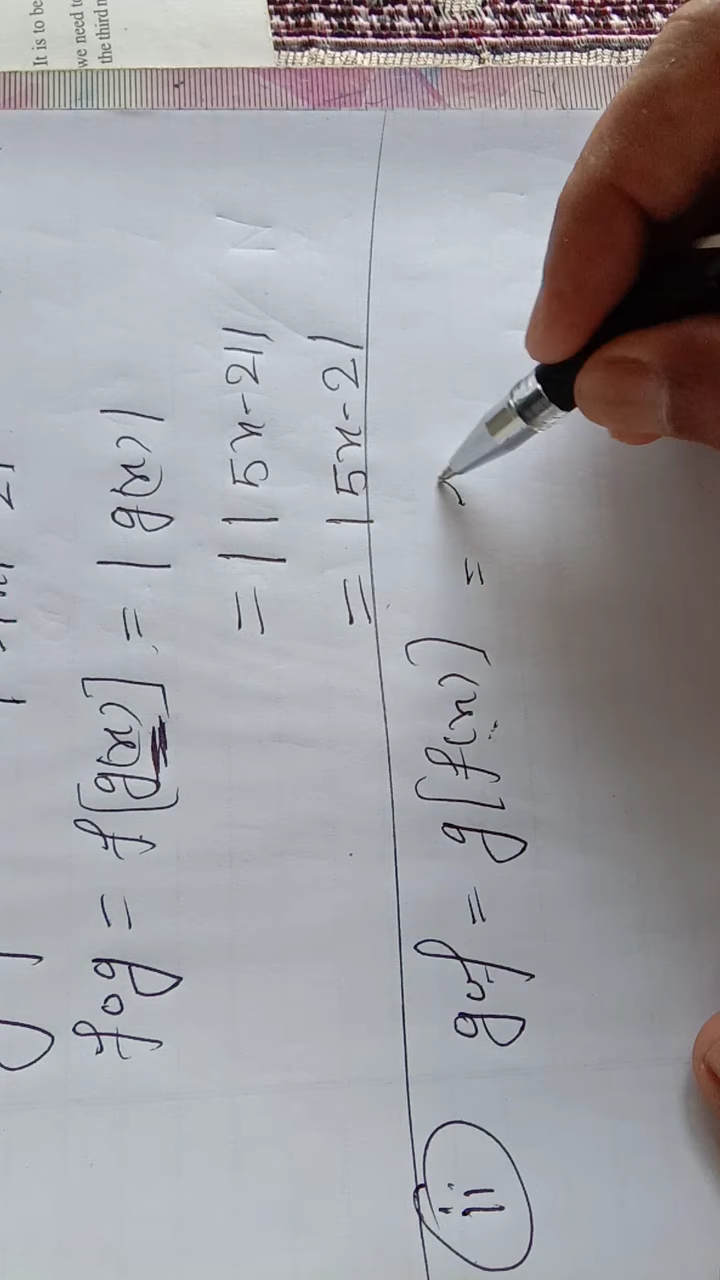 It is to be
we need to
the third
fog = f[g(x)] = |g(x)|
= ||5x-2||
= |5x-2|
ii gof = g[f(x)] =